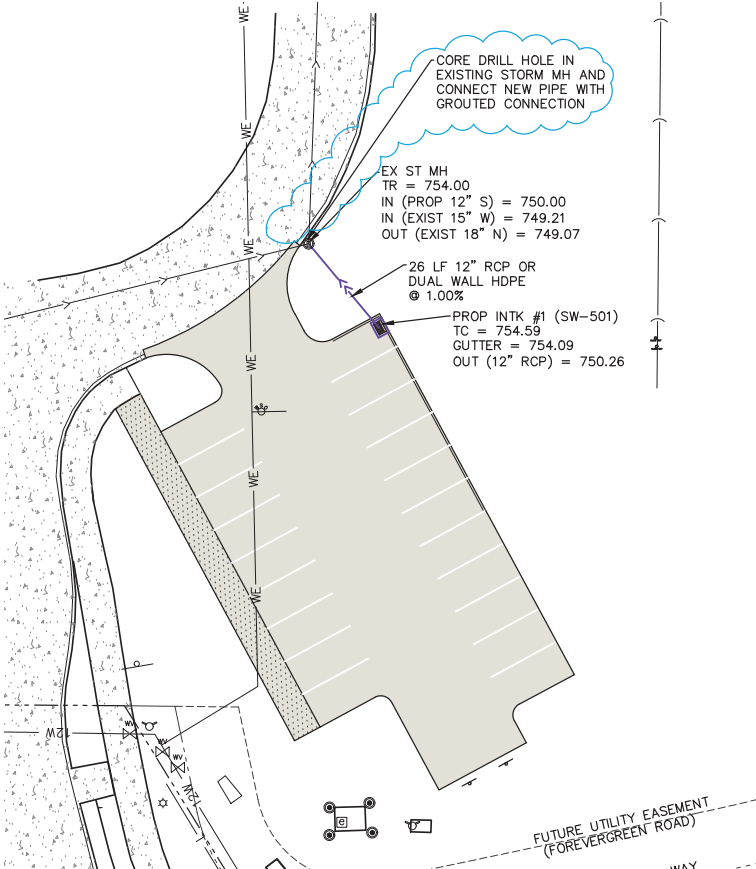 WE
CORE DRILL HOLE IN
EXISTING STORM MH AND
CONNECT NEW PIPE WITH
GROUTED CONNECTION
WE
EX ST MH
TR = 754.00
IN (PROP 12" S) = 750.00
IN (EXIST 15" W) = 749.21
OUT (EXIST 18" N) = 749.07
WE
26 LF 12" RCP OR
DUAL WALL HDPE
@ 1.00%
PROP INTK #1 (SW-501)
TC = 754.59
GUTTER = 754.09
OUT (12" RCP) = 750.26
WE
WE
WE
12W
WV
WV
WV
12W
e
FUTURE UTILITY EASEMENT
(FOREVERGREEN ROAD)
WAY